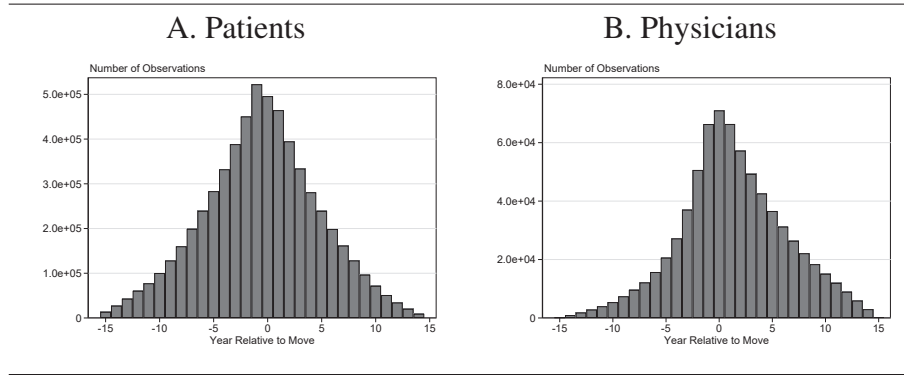 A. Patients
Number of Observations
5.0e+05
4.0e+05
3.0e+05
2.0e+05
1.0e+05
0
-15 -10 -5 0 5 10 15
Year Relative to Move
B. Physicians
Number of Observations
8.0e+04
6.0e+04
4.0e+04
2.0e+04
0
-15 -10 -5 0 5 10 15
Year Relative to Move